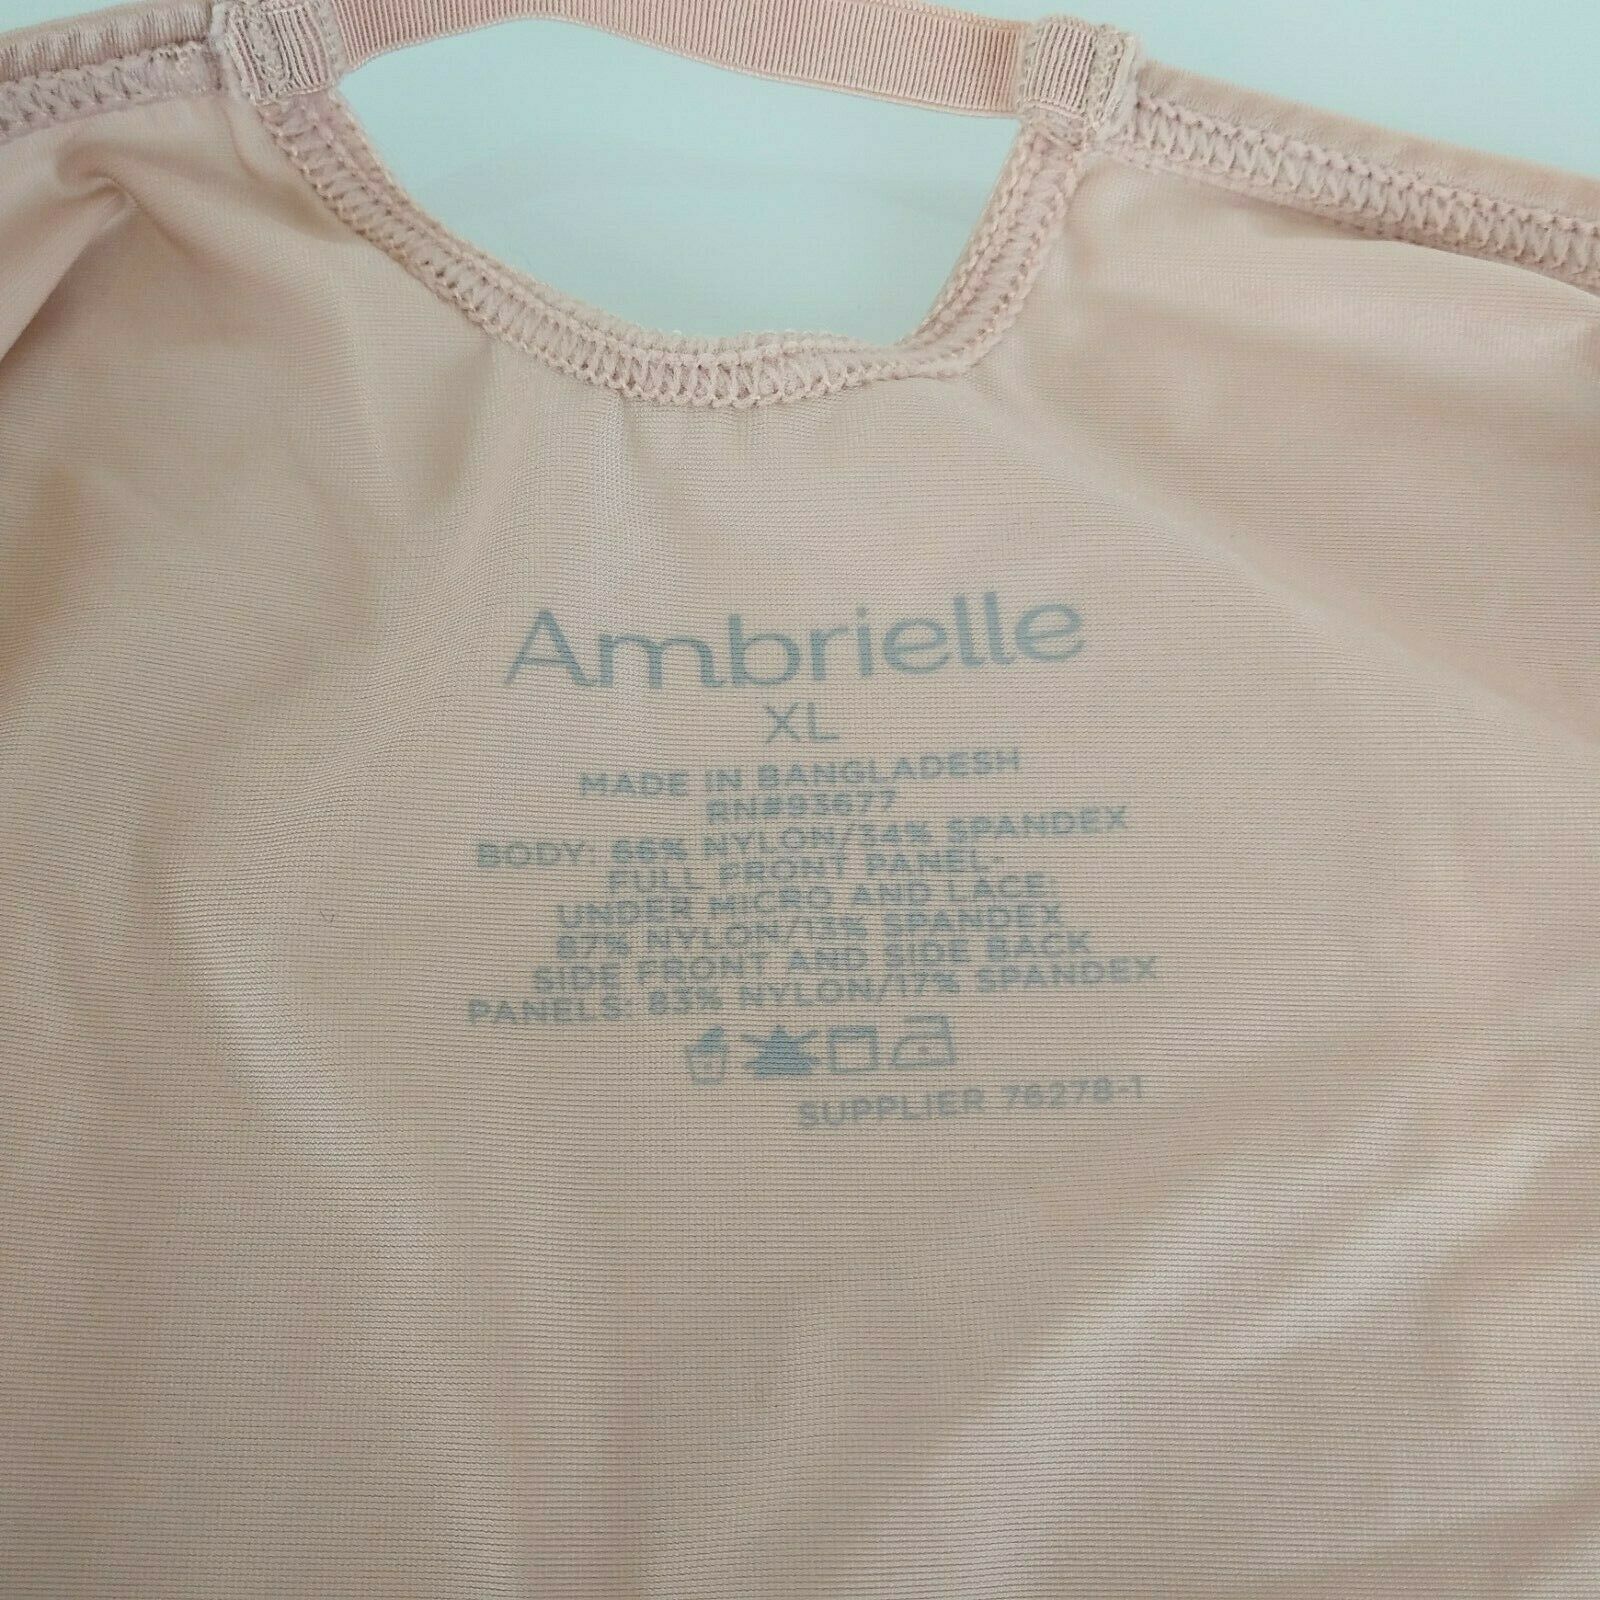 Ambrielle
XL
MADE IN BANGLADESH
RN#93677
BODY: 66% NYLON/34% SPANDEX
FULL FRONT PANEL-
UNDER MICRO AND LACE:
87% NYLON/13% SPANDEX
SIDE FRONT AND SIDE BACK
PANELS: 83% NYLON/17% SPANDEX
SUPPLIER 76278-1